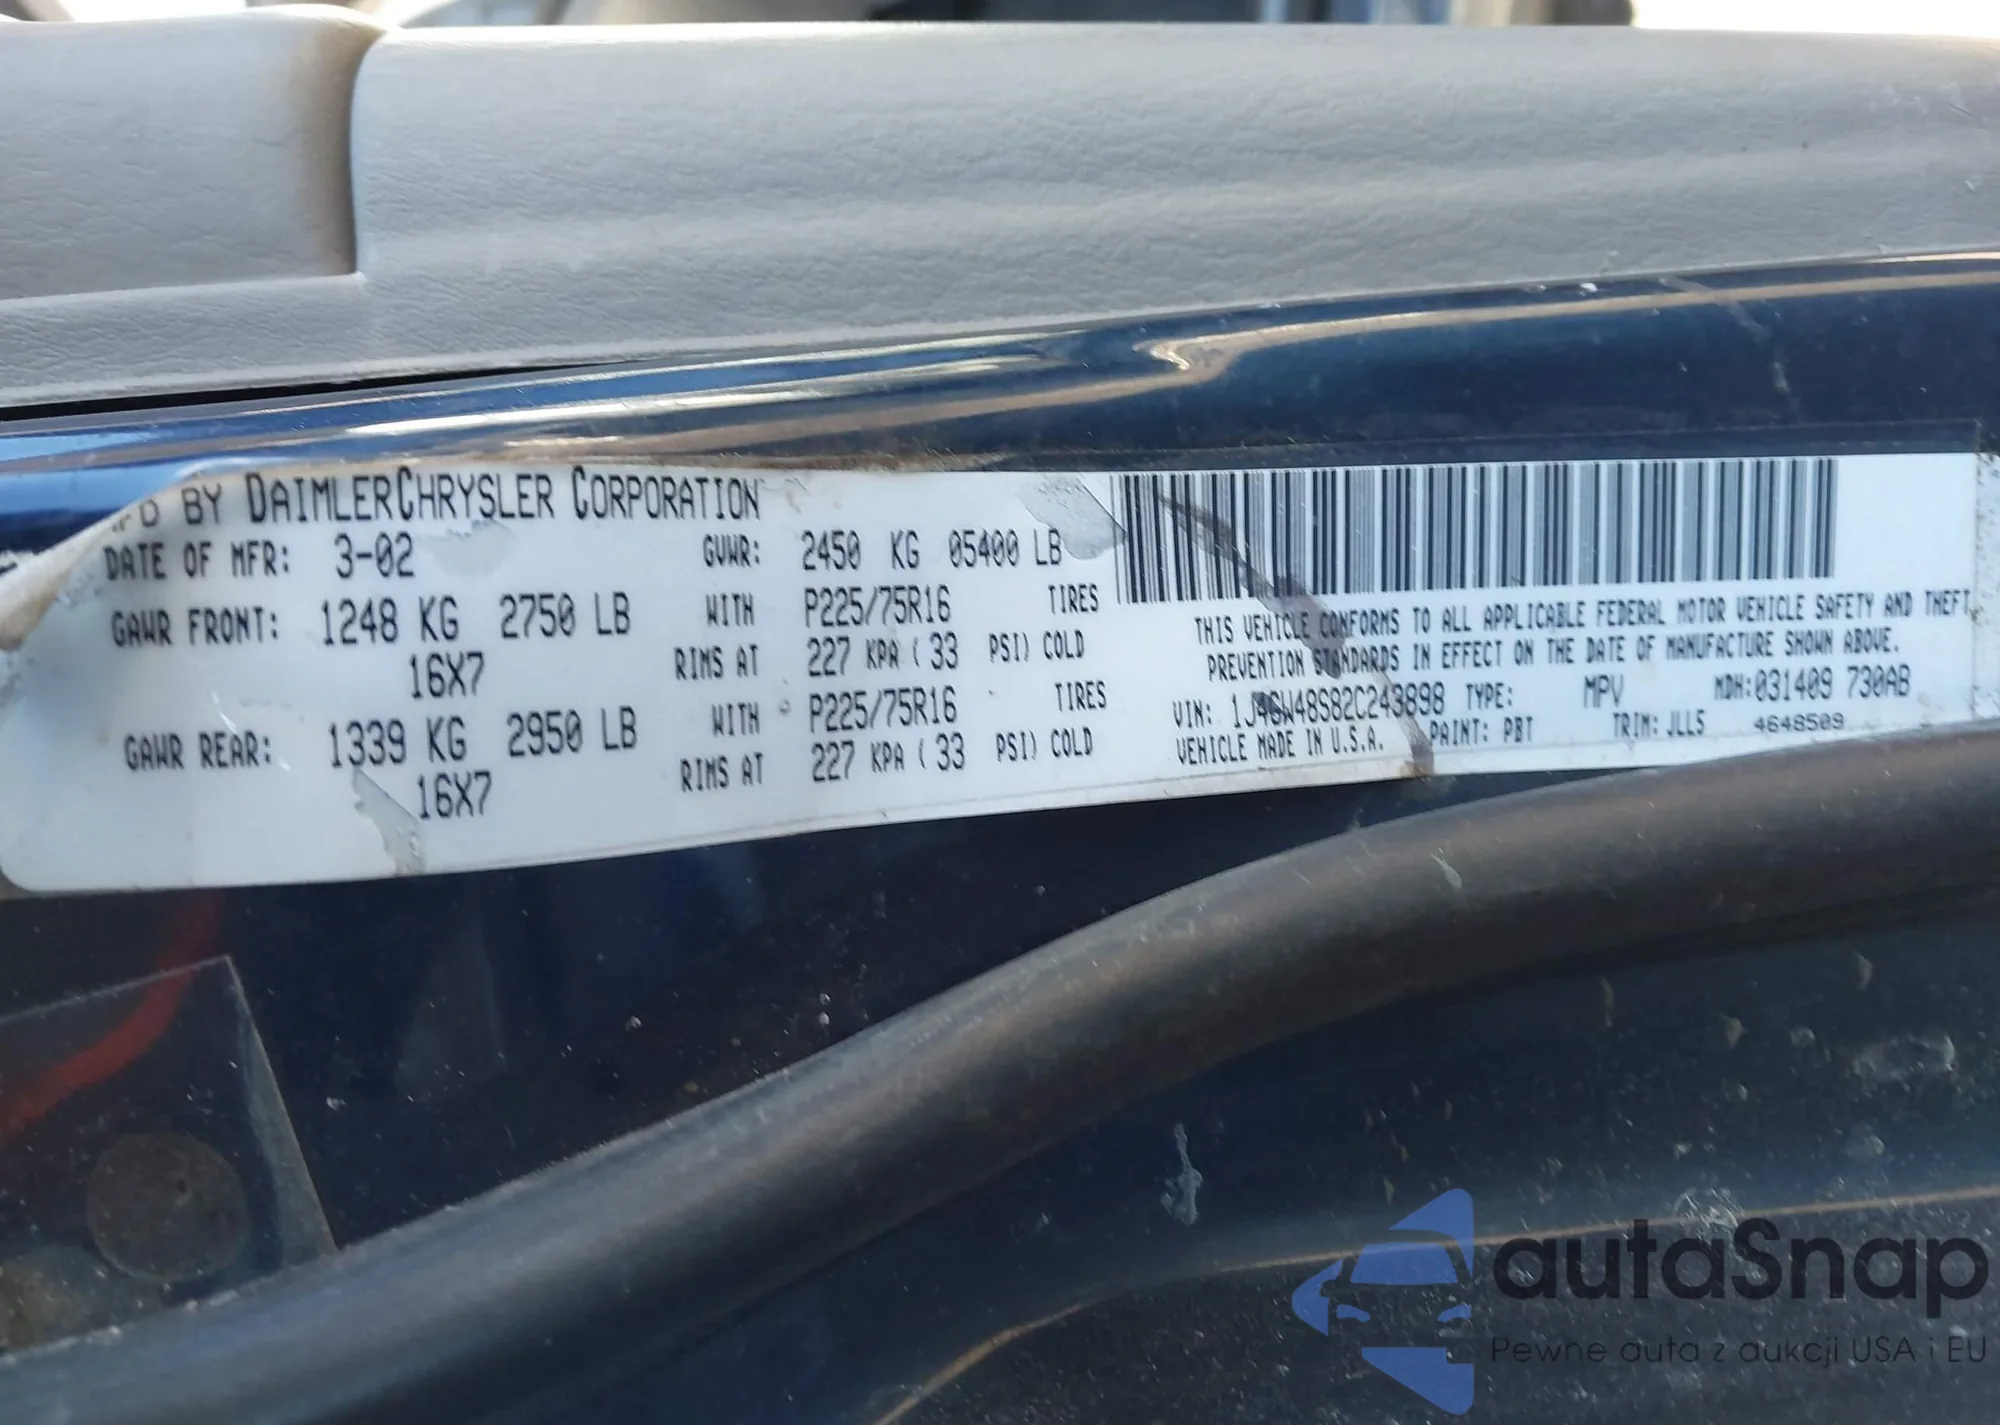 MFD BY DAIMLERCHRYSLER CORPORATION
DATE OF MFR: 3-02 GVWR: 2450 KG 05400 LB
GAWR FRONT: 1248 KG 2750 LB WITH P225/75R16 TIRES
16X7 RIMS AT 227 KPA ( 33 PSI) COLD
GAWR REAR: 1339 KG 2950 LB WITH P225/75R16 TIRES
16X7 RIMS AT 227 KPA ( 33 PSI) COLD
THIS VEHICLE CONFORMS TO ALL APPLICABLE FEDERAL MOTOR VEHICLE SAFETY AND THEFT
PREVENTION STANDARDS IN EFFECT ON THE DATE OF MANUFACTURE SHOWN ABOVE.
VIN: 1J4GW48S82C243898 TYPE: MPV MDH:031409 730AB
VEHICLE MADE IN U.S.A. PAINT: PBT TRIM: JLL5 4648509
autaSnap
Pewne auta z aukcji USA i EU